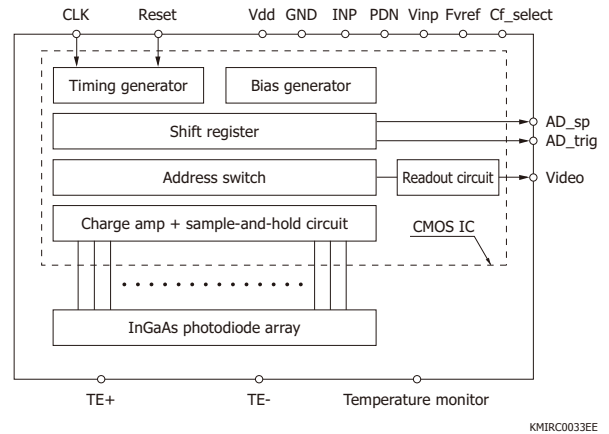 CLK Reset Vdd GND INP PDN Vinp Fvref Cf_select
Timing generator Bias generator
Shift register
AD_sp
AD_trig
Address switch Readout circuit Video
Charge amp + sample-and-hold circuit
CMOS IC
InGaAs photodiode array
TE+ TE- Temperature monitor
KMIRC0033EE